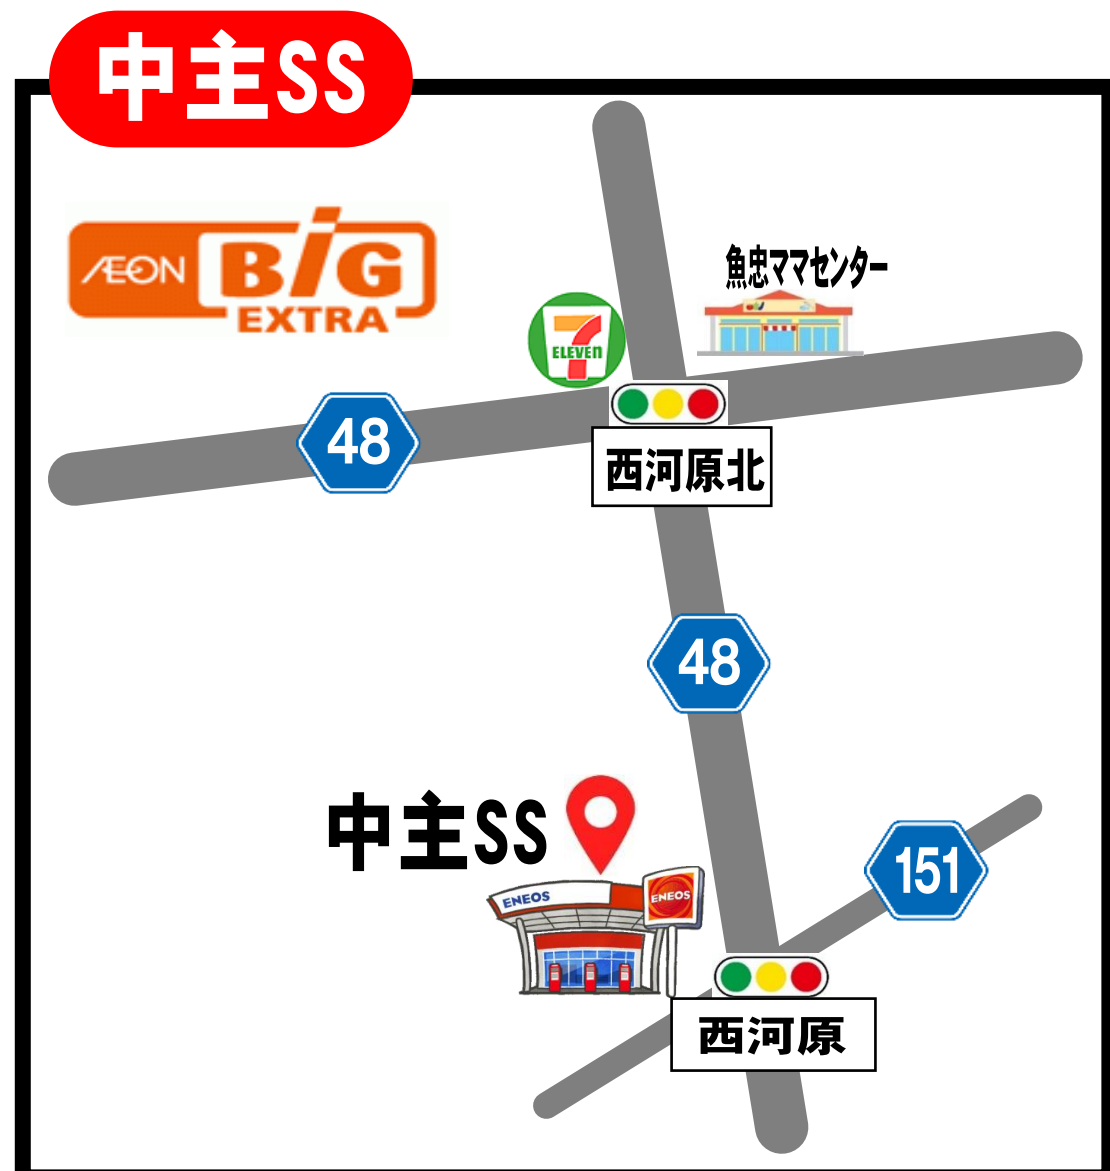 中主SS
ÆON BiG
EXTRA
魚忠ママセンター
7
ELEVEn
48
西河原北
48
中主SS
151
ENEOS
ENEOS
西河原